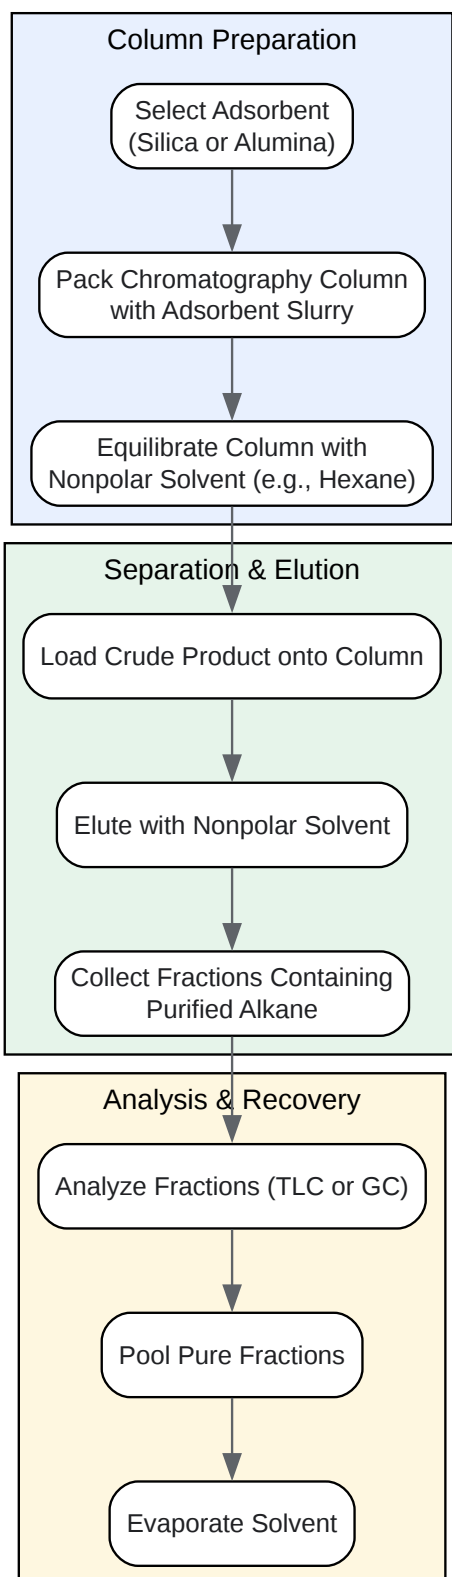 Column Preparation
Select Adsorbent
(Silica or Alumina)
Pack Chromatography Column
with Adsorbent Slurry
Equilibrate Column with
Nonpolar Solvent (e.g., Hexane)
Separation & Elution
Load Crude Product onto Column
Elute with Nonpolar Solvent
Collect Fractions Containing
Purified Alkane
Analysis & Recovery
Analyze Fractions (TLC or GC)
Pool Pure Fractions
Evaporate Solvent